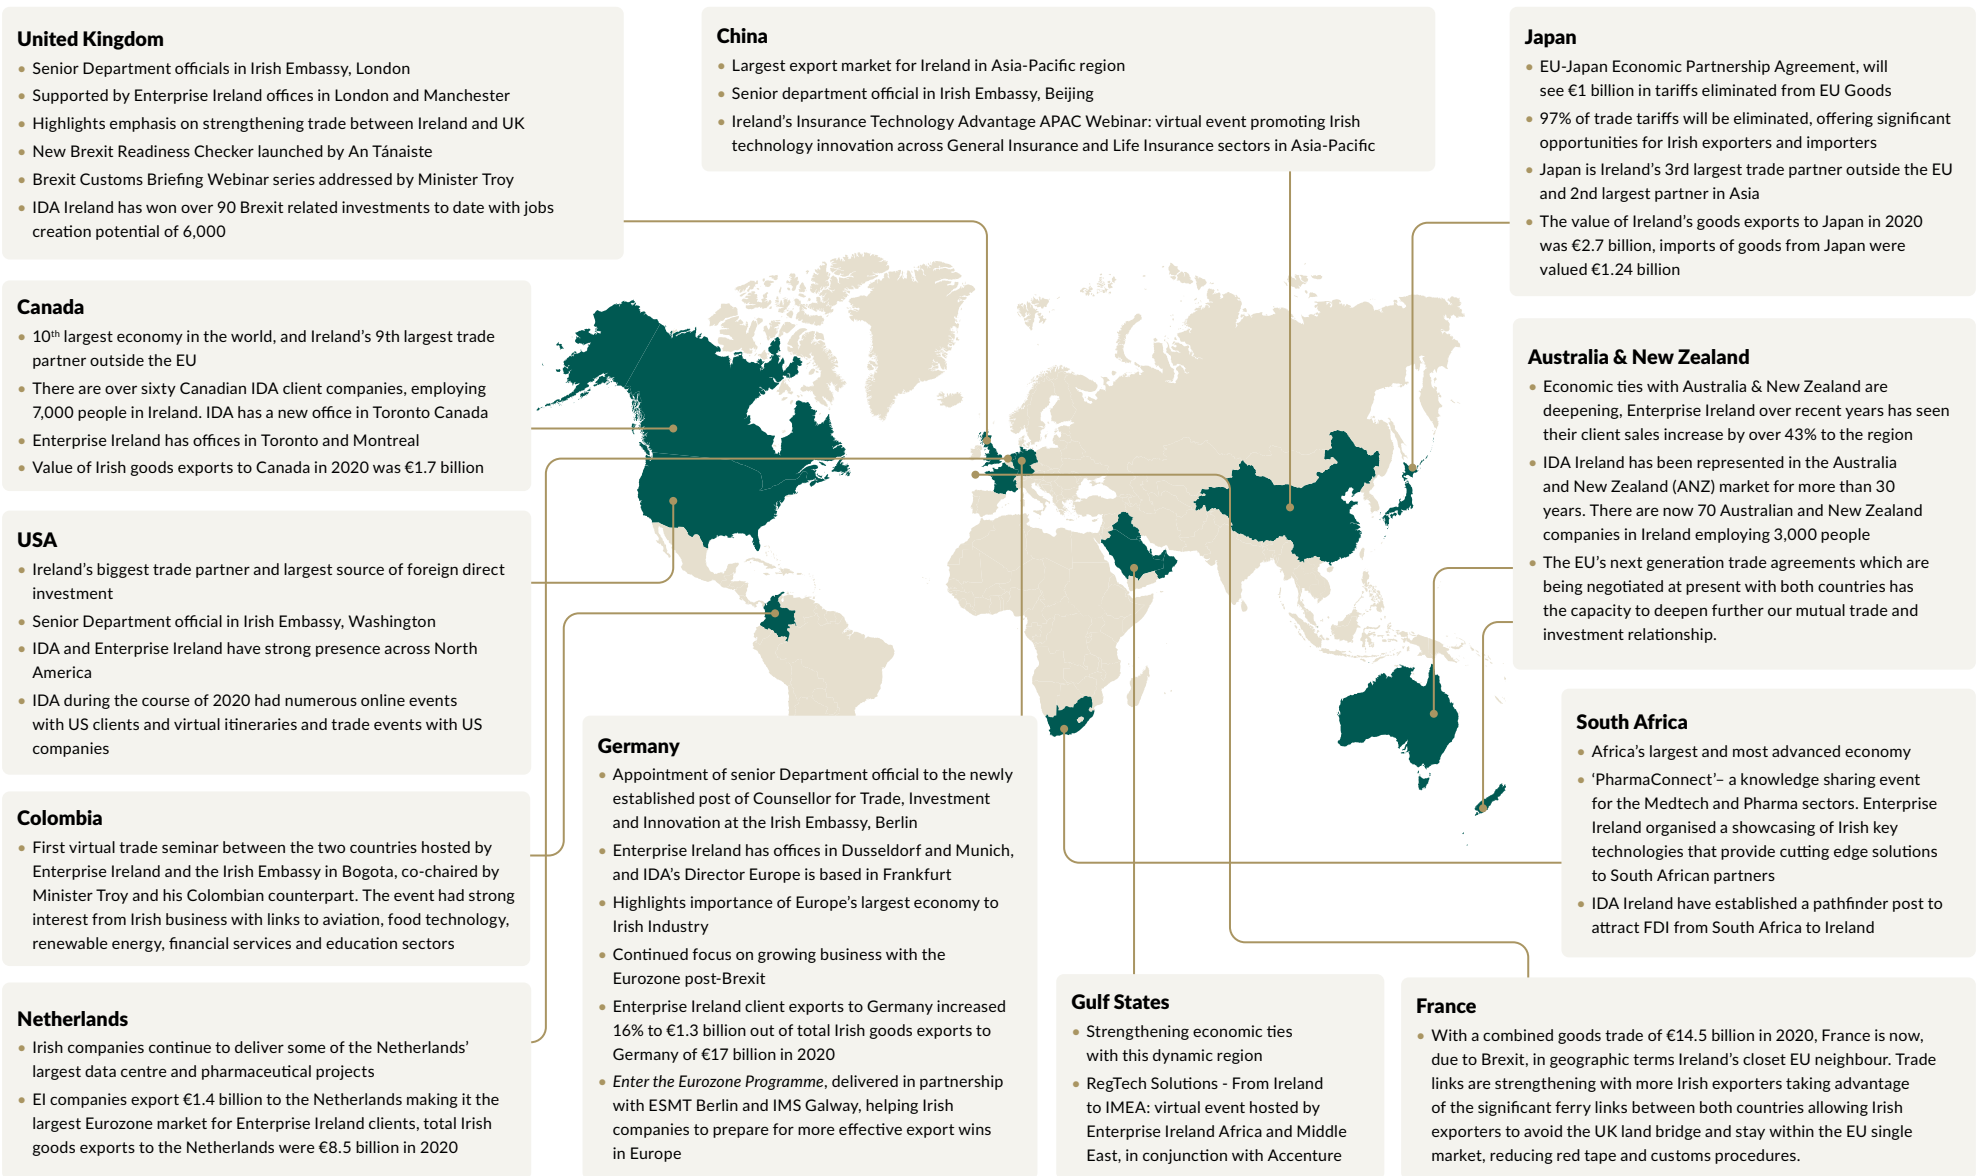 United Kingdom
• Senior Department officials in Irish Embassy, London
• Supported by Enterprise Ireland offices in London and Manchester
• Highlights emphasis on strengthening trade between Ireland and UK
• New Brexit Readiness Checker launched by An Tánaiste
• Brexit Customs Briefing Webinar series addressed by Minister Troy
• IDA Ireland has won over 90 Brexit related investments to date with jobs
creation potential of 6,000
China
• Largest export market for Ireland in Asia-Pacific region
• Senior department official in Irish Embassy, Beijing
• Ireland's Insurance Technology Advantage APAC Webinar: virtual event promoting Irish
technology innovation across General Insurance and Life Insurance sectors in Asia-Pacific
Japan
• EU-Japan Economic Partnership Agreement, will
see €1 billion in tariffs eliminated from EU Goods
• 97% of trade tariffs will be eliminated, offering significant
opportunities for Irish exporters and importers
• Japan is Ireland's 3rd largest trade partner outside the EU
and 2nd largest partner in Asia
• The value of Ireland's goods exports to Japan in 2020
was €2.7 billion, imports of goods from Japan were
valued €1.24 billion
Canada
• 10th largest economy in the world, and Ireland's 9th largest trade
partner outside the EU
• There are over sixty Canadian IDA client companies, employing
7,000 people in Ireland. IDA has a new office in Toronto Canada
• Enterprise Ireland has offices in Toronto and Montreal
• Value of Irish goods exports to Canada in 2020 was €1.7 billion
Australia & New Zealand
• Economic ties with Australia & New Zealand are
deepening, Enterprise Ireland over recent years has seen
their client sales increase by over 43% to the region
• IDA Ireland has been represented in the Australia
and New Zealand (ANZ) market for more than 30
years. There are now 70 Australian and New Zealand
companies in Ireland employing 3,000 people
• The EU's next generation trade agreements which are
being negotiated at present with both countries has
the capacity to deepen further our mutual trade and
investment relationship.
USA
• Ireland's biggest trade partner and largest source of foreign direct
investment
• Senior Department official in Irish Embassy, Washington
• IDA and Enterprise Ireland have strong presence across North
America
• IDA during the course of 2020 had numerous online events
with US clients and virtual itineraries and trade events with US
companies
South Africa
• Africa's largest and most advanced economy
• 'PharmaConnect'– a knowledge sharing event
for the Medtech and Pharma sectors. Enterprise
Ireland organised a showcasing of Irish key
technologies that provide cutting edge solutions
to South African partners
• IDA Ireland have established a pathfinder post to
attract FDI from South Africa to Ireland
Colombia
• First virtual trade seminar between the two countries hosted by
Enterprise Ireland and the Irish Embassy in Bogota, co-chaired by
Minister Troy and his Colombian counterpart. The event had strong
interest from Irish business with links to aviation, food technology,
renewable energy, financial services and education sectors
Germany
• Appointment of senior Department official to the newly
established post of Counsellor for Trade, Investment
and Innovation at the Irish Embassy, Berlin
• Enterprise Ireland has offices in Dusseldorf and Munich,
and IDA's Director Europe is based in Frankfurt
• Highlights importance of Europe's largest economy to
Irish Industry
• Continued focus on growing business with the
Eurozone post-Brexit
• Enterprise Ireland client exports to Germany increased
16% to €1.3 billion out of total Irish goods exports to
Germany of €17 billion in 2020
• Enter the Eurozone Programme, delivered in partnership
with ESMT Berlin and IMS Galway, helping Irish
companies to prepare for more effective export wins
in Europe
Netherlands
• Irish companies continue to deliver some of the Netherlands'
largest data centre and pharmaceutical projects
• EI companies export €1.4 billion to the Netherlands making it the
largest Eurozone market for Enterprise Ireland clients, total Irish
goods exports to the Netherlands were €8.5 billion in 2020
Gulf States
• Strengthening economic ties
with this dynamic region
• RegTech Solutions - From Ireland
to IMEA: virtual event hosted by
Enterprise Ireland Africa and Middle
East, in conjunction with Accenture
France
• With a combined goods trade of €14.5 billion in 2020, France is now,
due to Brexit, in geographic terms Ireland's closet EU neighbour. Trade
links are strengthening with more Irish exporters taking advantage
of the significant ferry links between both countries allowing Irish
exporters to avoid the UK land bridge and stay within the EU single
market, reducing red tape and customs procedures.